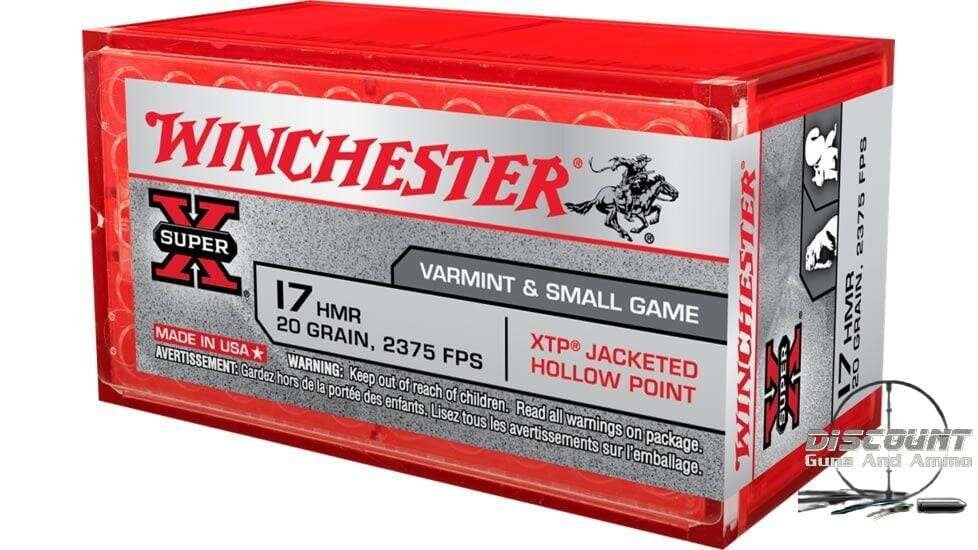 WINCHESTER®
®
SUPER X®
VARMINT & SMALL GAME
17 HMR
20 GRAIN, 2375 FPS
XTP® JACKETED
HOLLOW POINT
MADE IN USA
WARNING: Keep out of reach of children. Read all warnings on package.
AVERTISSEMENT: Gardez hors de la portée des enfants. Lisez tous les avertissements sur l'emballage.
WINCHESTER®
SUPER X
17 HMR
20 GRAIN, 2375 FPS
DISCOUNT
Guns And Ammo